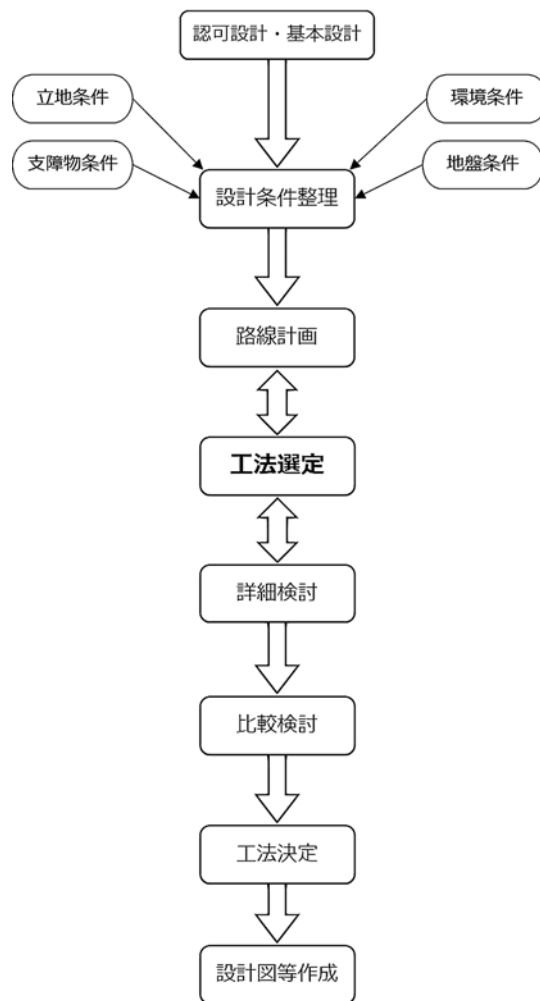 認可設計・基本設計
立地条件
環境条件
支障物条件
地盤条件
設計条件整理
路線計画
工法選定
詳細検討
比較検討
工法決定
設計図等作成